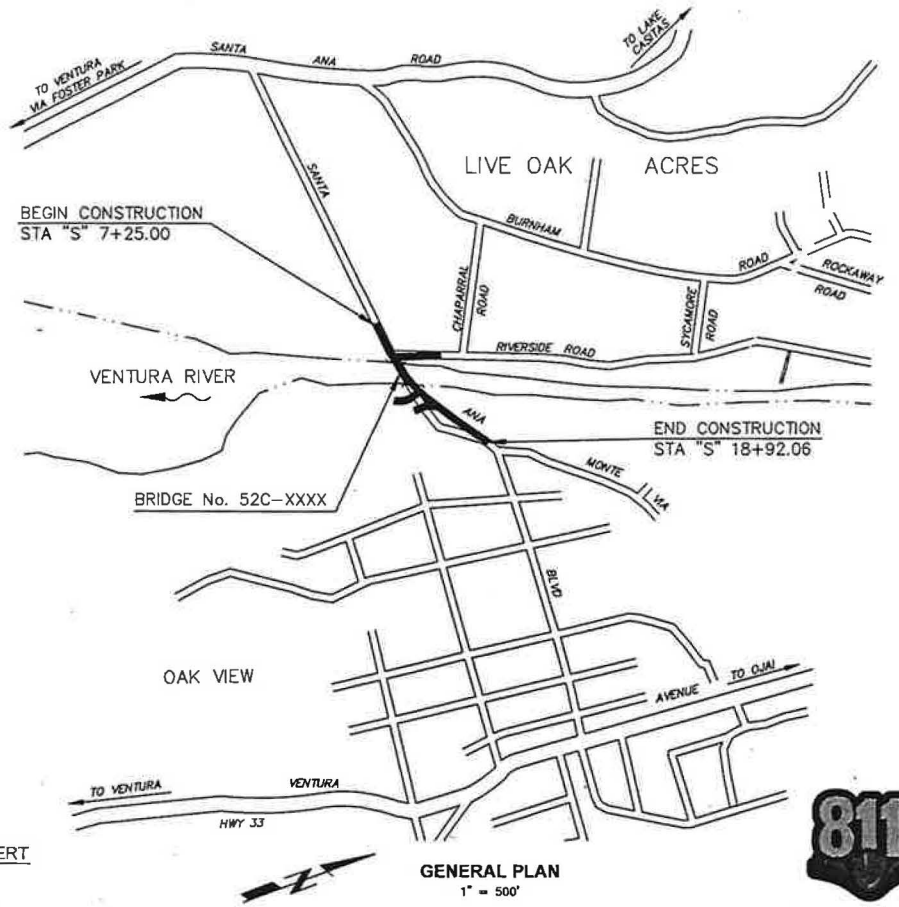 SANTA
ANA
ROAD
TO LAKE
CASITAS
TO VENTURA
VIA FOSTER PARK
LIVE OAK ACRES
SANTA
BEGIN CONSTRUCTION
STA "S" 7+25.00
BURNHAM
ROAD
ROCKAWAY
ROAD
CHAPARRAL
ROAD
SYCAMORE
ROAD
RIVERSIDE ROAD
VENTURA RIVER
ANA
END CONSTRUCTION
STA "S" 18+92.06
MONTE
VIA
BRIDGE No. 52C-XXXX
BLVD
OAK VIEW
AVENUE
TO OJAI
TO VENTURA
VENTURA
HWY 33
ERT
N
GENERAL PLAN
1" = 500'
811